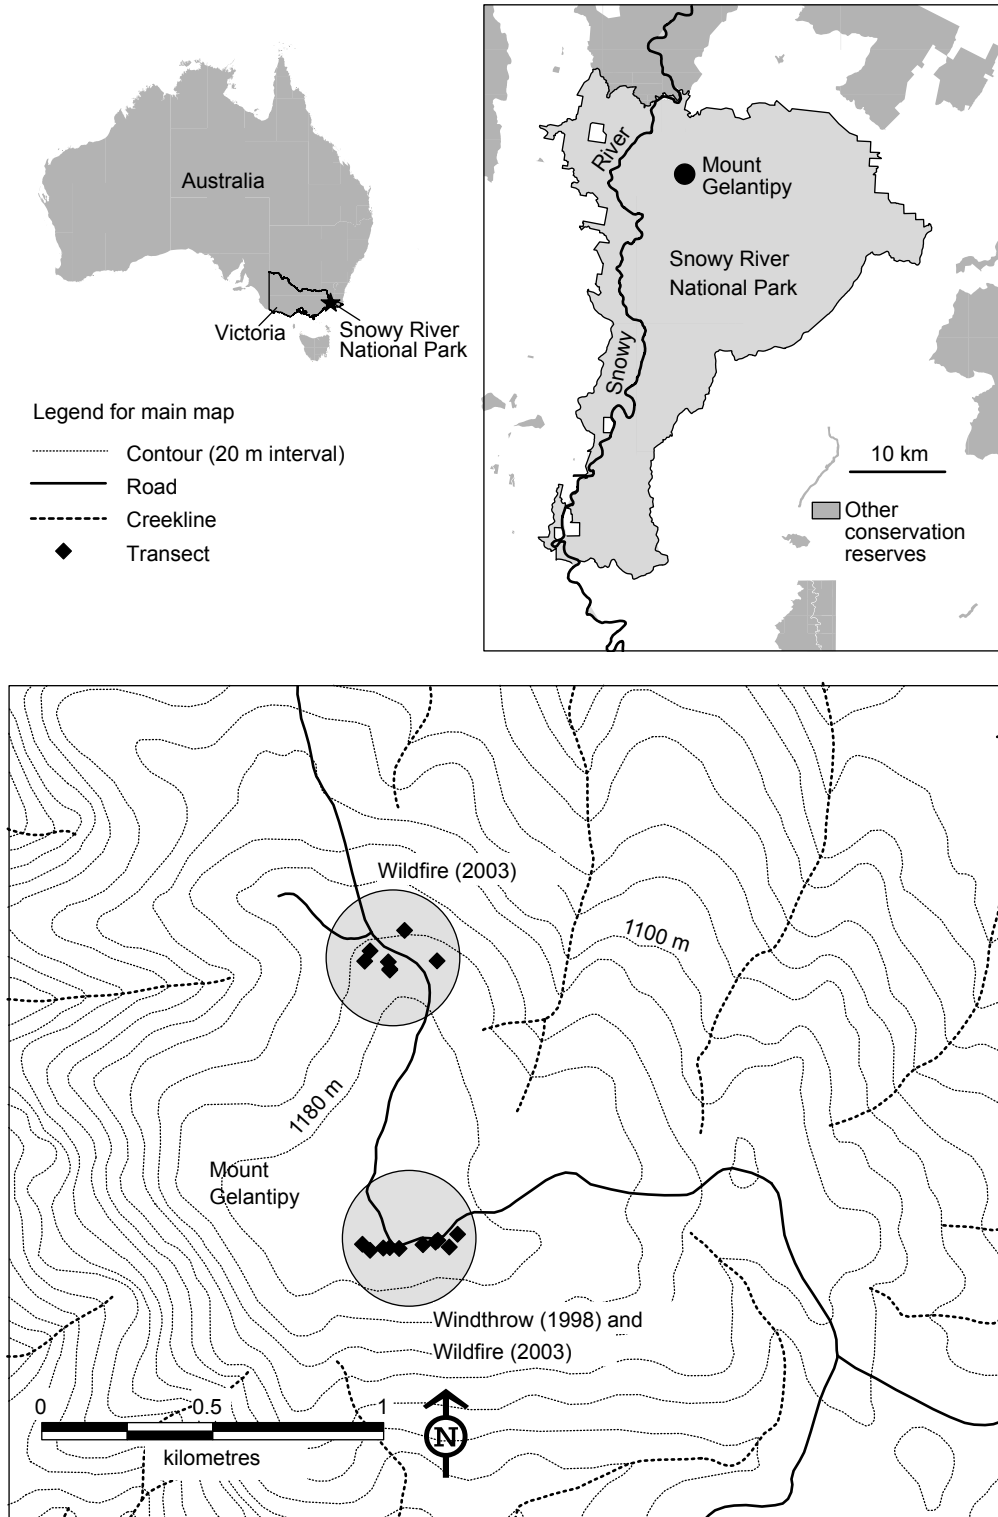 Australia
Victoria
Snowy River
National Park
Legend for main map
Contour (20 m interval)
Road
Creekline
Transect
River
Mount
Gelantipy
Snowy River
National Park
Snowy
10 km
Other
conservation
reserves
Wildfire (2003)
1100 m
1180 m
Mount
Gelantipy
Windthrow (1998) and
Wildfire (2003)
0 0.5 1
kilometres
N